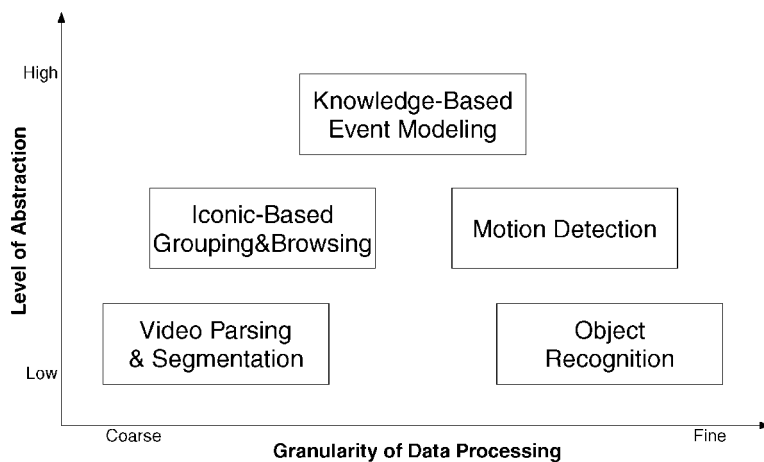 High
Knowledge-Based
Event Modeling
Level of Abstraction
Iconic-Based
Grouping&Browsing
Motion Detection
Video Parsing
& Segmentation
Object
Recognition
Low
Coarse
Fine
Granularity of Data Processing